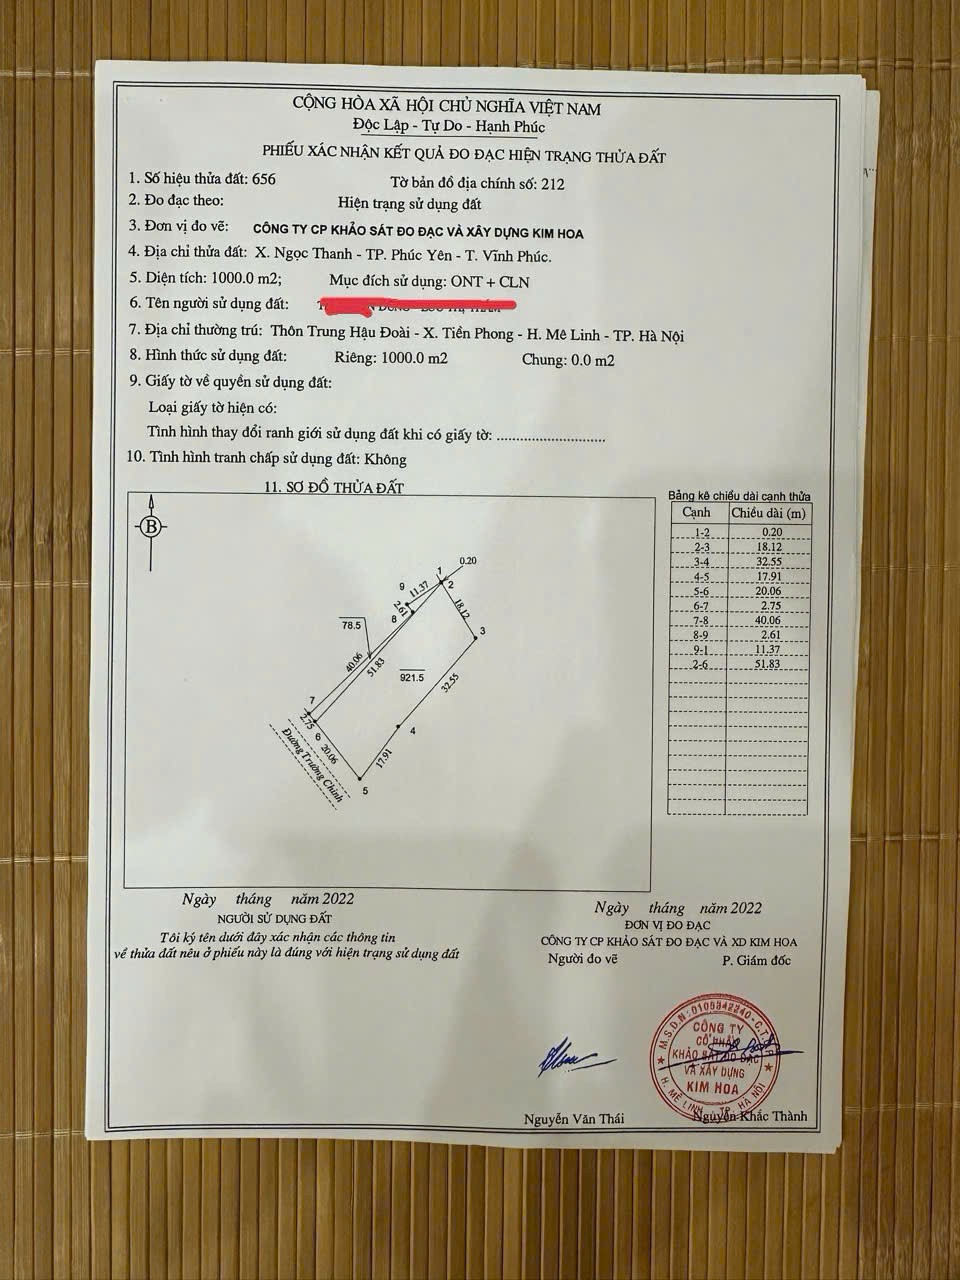 CỘNG HÒA XÃ HỘI CHỦ NGHĨA VIỆT NAM
Độc Lập - Tự Do - Hạnh Phúc
PHIẾU XÁC NHẬN KẾT QUẢ ĐO ĐẠC HIỆN TRẠNG THỬA ĐẤT
1. Số hiệu thửa đất: 656 Tờ bản đồ địa chính số: 212
2. Đo đạc theo: Hiện trạng sử dụng đất
3. Đơn vị đo vẽ: CÔNG TY CP KHẢO SÁT ĐO ĐẠC VÀ XÂY DỰNG KIM HOA
4. Địa chỉ thửa đất: X. Ngọc Thanh - TP. Phúc Yên - T. Vĩnh Phúc.
5. Diện tích: 1000.0 m2; Mục đích sử dụng: ONT + CLN
6. Tên người sử dụng đất:
7. Địa chỉ thường trú: Thôn Trung Hậu Đoài - X. Tiền Phong - H. Mê Linh - TP. Hà Nội
8. Hình thức sử dụng đất: Riêng: 1000.0 m2 Chung: 0.0 m2
9. Giấy tờ về quyền sử dụng đất:
Loại giấy tờ hiện có:
Tình hình thay đổi ranh giới sử dụng đất khi có giấy tờ: ............................
10. Tình hình tranh chấp sử dụng đất: Không
11. SƠ ĐỒ THỬA ĐẤT
B
0.20
1
2
9
11.37
2.61
8
18.12
3
78.5
40.06
51.83
921.5
32.55
7
2.75
6
20.06
4
17.91
5
Đường Trường Chinh
Bảng kê chiều dài cạnh thửa
Cạnh Chiều dài (m)
1-2 0.20
2-3 18.12
3-4 32.55
4-5 17.91
5-6 20.06
6-7 2.75
7-8 40.06
8-9 2.61
9-1 11.37
2-6 51.83
Ngày tháng năm 2022
NGƯỜI SỬ DỤNG ĐẤT
Tôi ký tên dưới đây xác nhận các thông tin
về thửa đất nêu ở phiếu này là đúng với hiện trạng sử dụng đất
Ngày tháng năm 2022
ĐƠN VỊ ĐO ĐẠC
CÔNG TY CP KHẢO SÁT ĐO ĐẠC VÀ XD KIM HOA
Người đo vẽ P. Giám đốc
M.S.D.N: 0105342240-C.T.C.P
CÔNG TY
CỔ PHẦN
KHẢO SÁT ĐO ĐẠC
VÀ XÂY DỰNG
KIM HOA
H. MÊ LINH - TP. HÀ NỘI
Nguyễn Văn Thái Nguyễn Khắc Thành